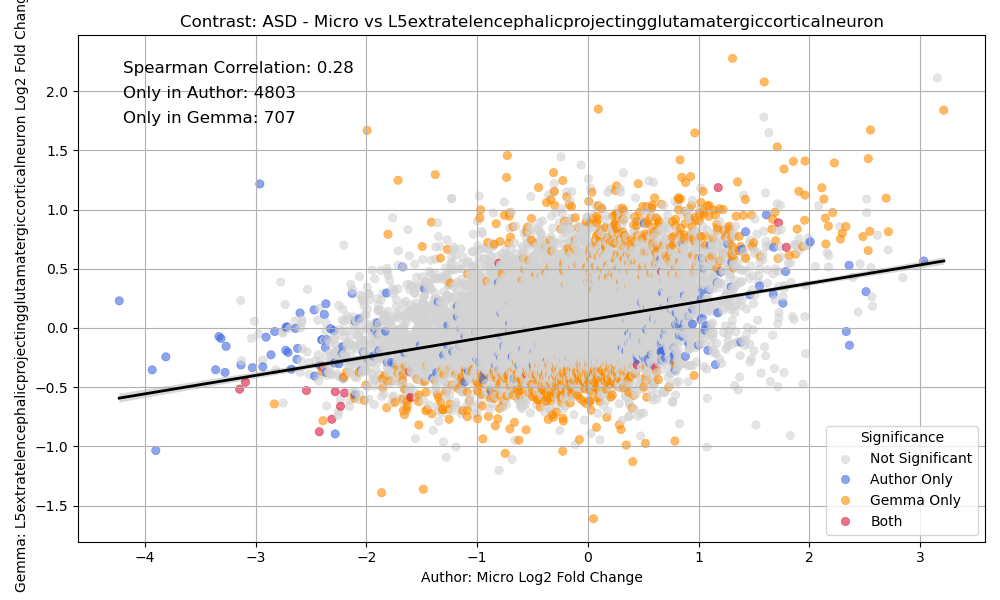 Contrast: ASD - Micro vs L5extratelencephalicprojectingglutamatergiccorticalneuron
Gemma: L5extratelencephalicprojectingglutamatergiccorticalneuron Log2 Fold Chang
Spearman Correlation: 0.28
Only in Author: 4803
Only in Gemma: 707
2.0
1.5
1.0
0.5
0.0
−0.5
−1.0
−1.5
Significance
Not Significant
Author Only
Gemma Only
Both
−4
−3
−2
−1
0
1
2
3
Author: Micro Log2 Fold Change